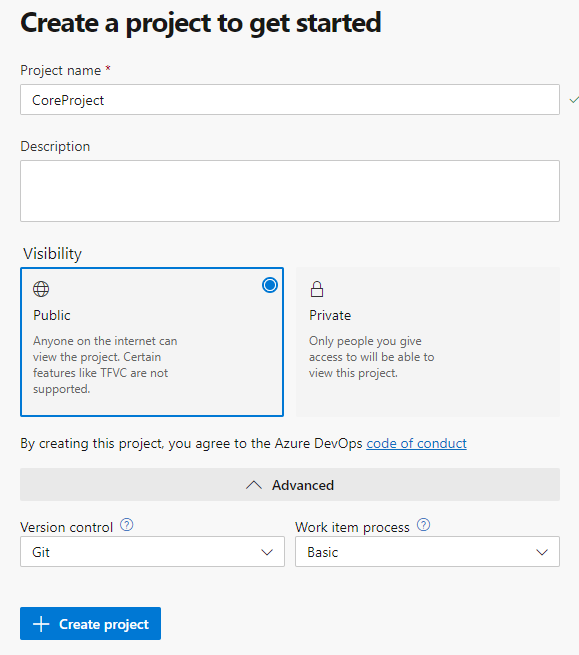 Create a project to get started
Project name *
CoreProject
Description
Visibility
Public
Anyone on the internet can
view the project. Certain
features like TFVC are not
supported.
Private
Only people you give
access to will be able to
view this project.
By creating this project, you agree to the Azure DevOps code of conduct
Advanced
Version control ?
Work item process ?
Git
Basic
+ Create project